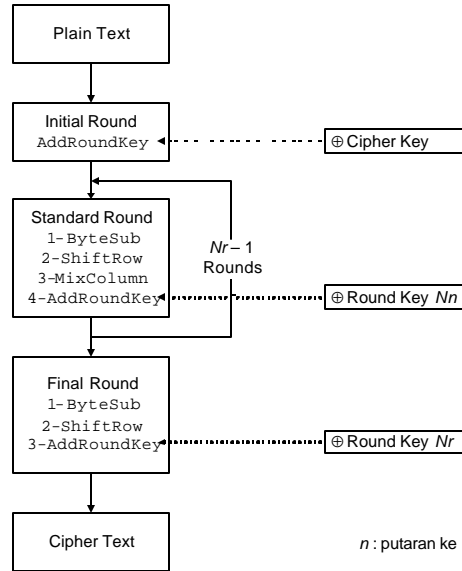 Plain Text
Initial Round
AddRoundKey
⊕ Cipher Key
Standard Round
1-ByteSub
2-ShiftRow
3-MixColumn
4-AddRoundKey
Nr – 1
Rounds
⊕ Round Key Nn
Final Round
1-ByteSub
2-ShiftRow
3-AddRoundKey
⊕ Round Key Nr
Cipher Text
n : putaran ke